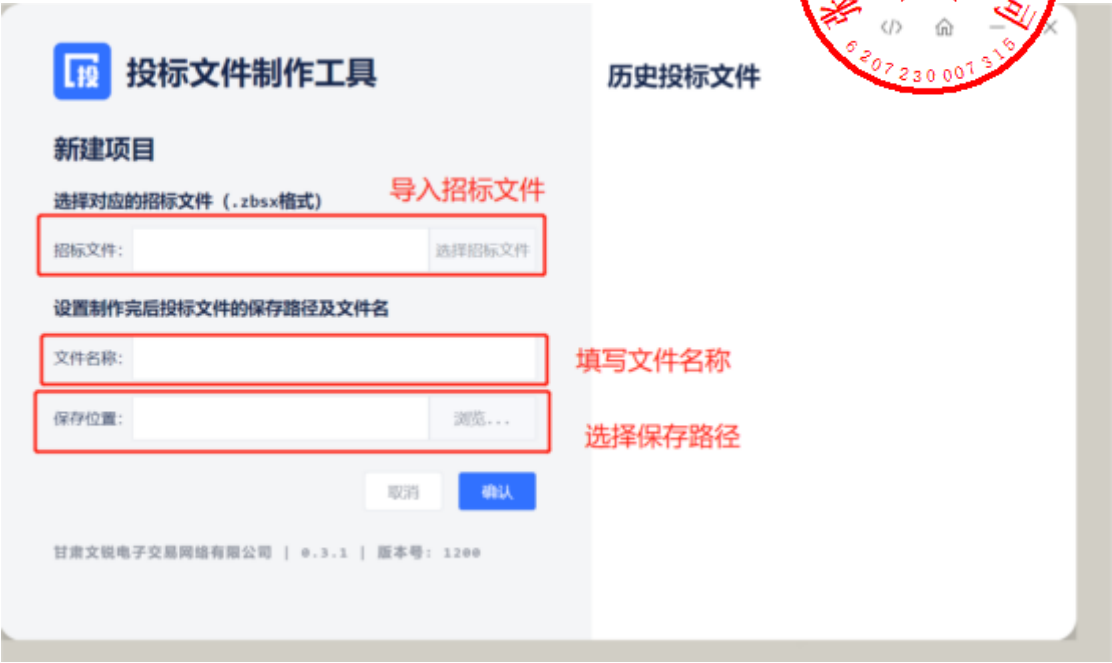 投标文件制作工具
历史投标文件
6207230007315
新建项目
选择对应的招标文件（.zbsx格式）
导入招标文件
招标文件：
选择招标文件
设置制作完后投标文件的保存路径及文件名
文件名称：
填写文件名称
保存位置：
浏览...
选择保存路径
取消
确认
甘肃文锐电子交易网络有限公司 | 0.3.1 | 版本号：1200